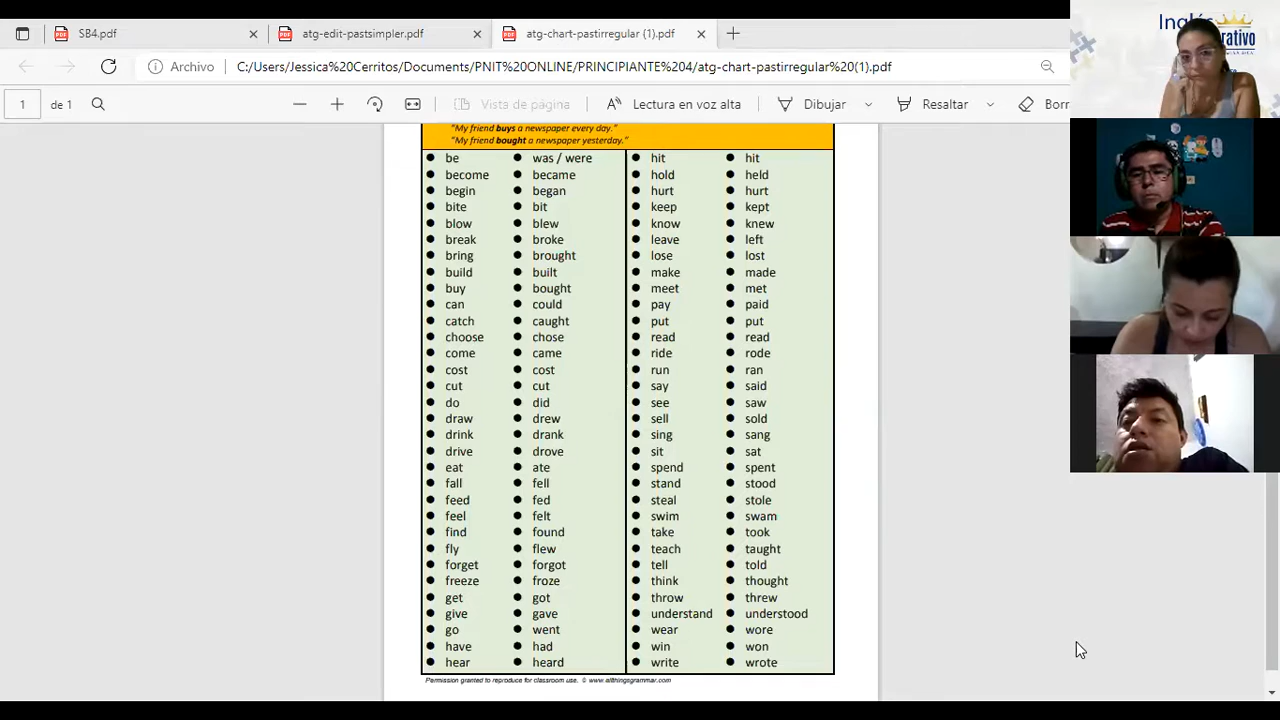 SB4.pdf
atg-edit-pastsimpler.pdf
atg-chart-pastirregular (1).pdf
Archivo
C:/Users/Jessica%20Cerritos/Documents/PNIT%20ONLINE/PRINCIPIANTE%204/atg-chart-pastirregular%20(1).pdf
1 de 1
Vista de página
Lectura en voz alta
Dibujar
Resaltar
Borr
"My friend buys a newspaper every day."
"My friend bought a newspaper yesterday."
be was / were hit hit
become became hold held
begin began hurt hurt
bite bit keep kept
blow blew know knew
break broke leave left
bring brought lose lost
build built make made
buy bought meet met
can could pay paid
catch caught put put
choose chose read read
come came ride rode
cost cost run ran
cut cut say said
do did see saw
draw drew sell sold
drink drank sing sang
drive drove sit sat
eat ate spend spent
fall fell stand stood
feed fed steal stole
feel felt swim swam
find found take took
fly flew teach taught
forget forgot tell told
freeze froze think thought
get got throw threw
give gave understand understood
go went wear wore
have had win won
hear heard write wrote
Permission granted to reproduce for classroom use. © www.allthingsgrammar.com